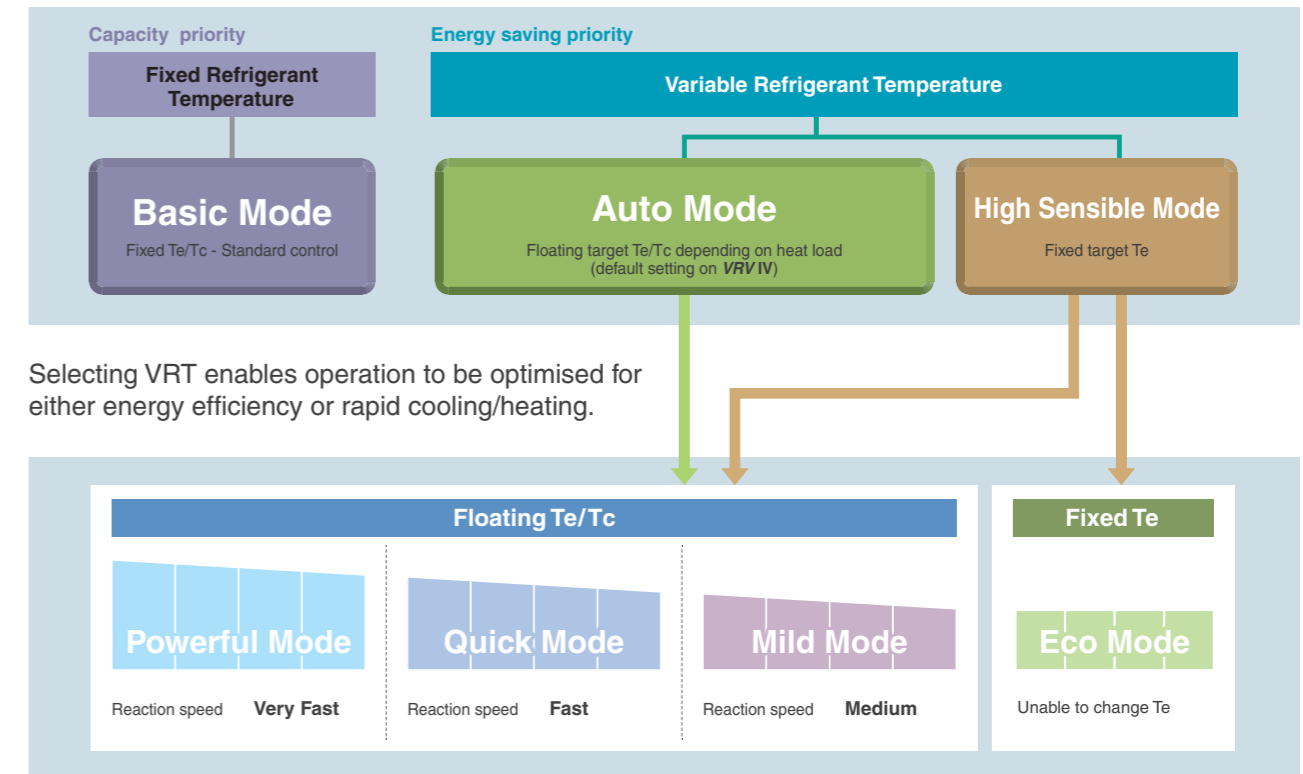 Capacity priority
Energy saving priority
Fixed Refrigerant
Temperature
Variable Refrigerant Temperature
Basic Mode
Fixed Te/Tc - Standard control
Auto Mode
Floating target Te/Tc depending on heat load
(default setting on VRV IV)
High Sensible Mode
Fixed target Te
Selecting VRT enables operation to be optimised for
either energy efficiency or rapid cooling/heating.
Floating Te/Tc
Fixed Te
Powerful Mode
Quick Mode
Mild Mode
Eco Mode
Reaction speed Very Fast
Reaction speed Fast
Reaction speed Medium
Unable to change Te